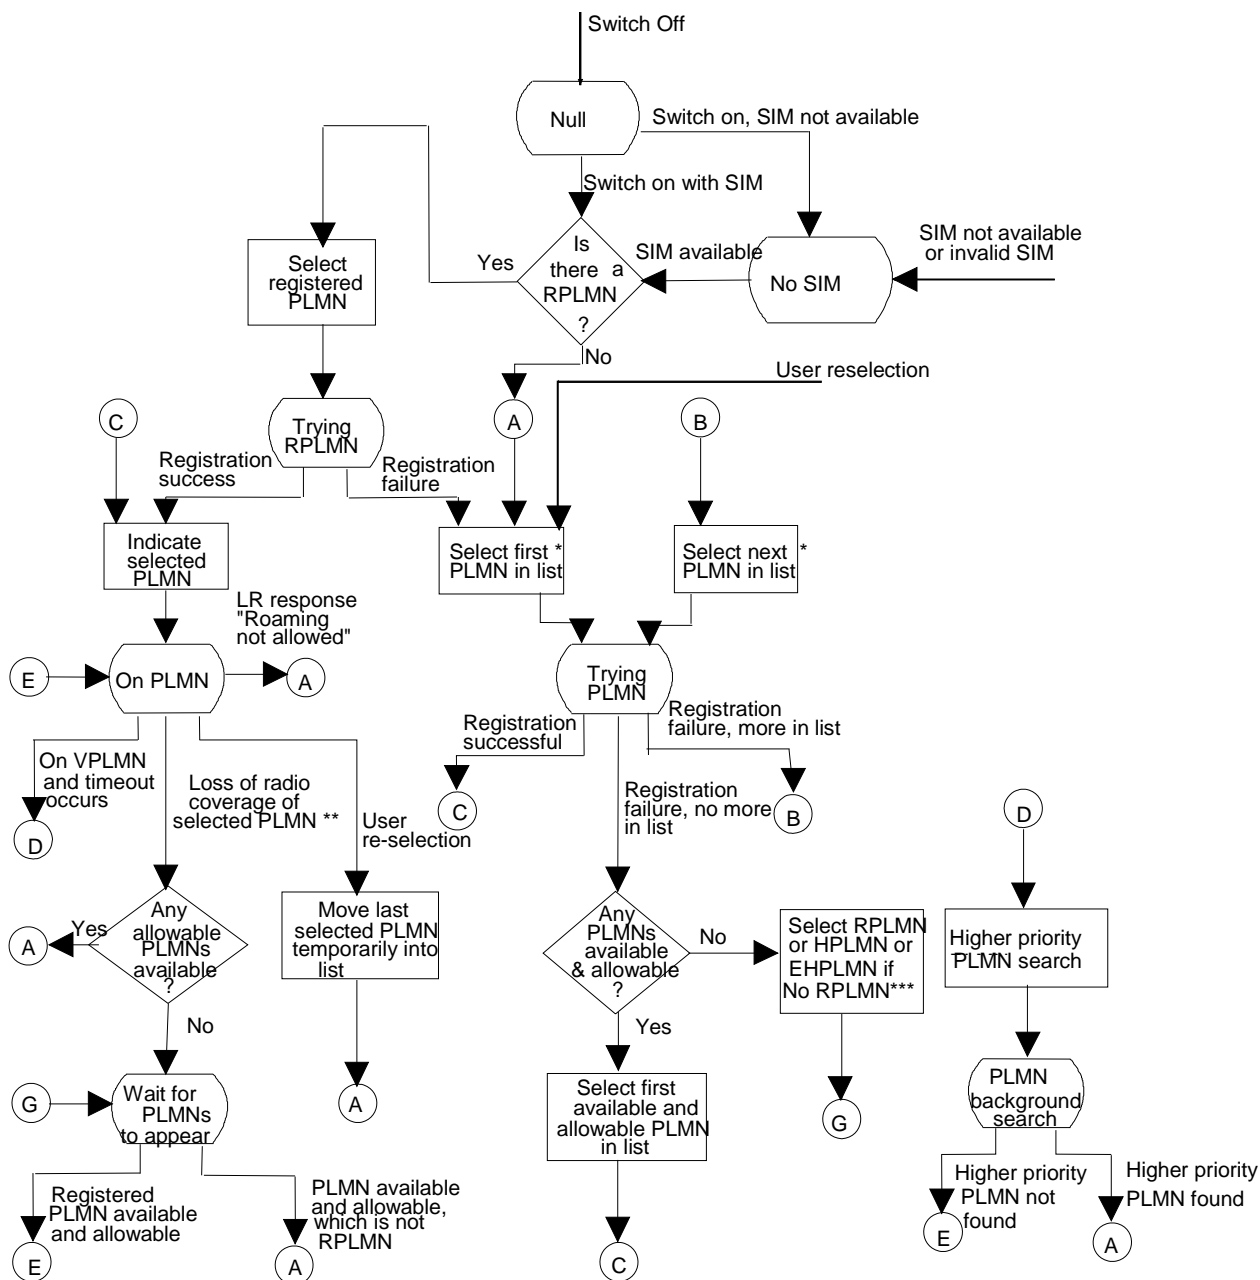 Switch Off
Null
Switch on, SIM not available
Switch on with SIM
SIM not available
or invalid SIM
SIM available
Is
there a
RPLMN
?
Yes
No SIM
Select
registered
PLMN
No
User reselection
C
A
B
Trying
RPLMN
Registration
success
Registration
failure
Indicate
selected
PLMN
Select first *
PLMN in list
Select next *
PLMN in list
LR response
"Roaming
not allowed"
E
On PLMN
A
Trying
PLMN
Registration
successful
Registration
failure, more in list
On VPLMN
and timeout
occurs
Loss of radio
coverage of
selected PLMN **
User
re-selection
Registration
failure, no more
in list
D
C
B
D
Any
allowable
PLMNs
available
?
Yes
A
Move last
selected PLMN
temporarily into
list
Any
PLMNs
available
& allowable
?
No
Select RPLMN
or HPLMN or
EHPLMN if
No RPLMN***
Higher priority
PLMN search
No
Yes
G
Wait for
PLMNs
to appear
A
Select first
available and
allowable PLMN
in list
G
PLMN
background
search
Registered
PLMN available
and allowable
PLMN available
and allowable,
which is not
RPLMN
Higher priority
PLMN not
found
Higher priority
PLMN found
E
A
C
E
A